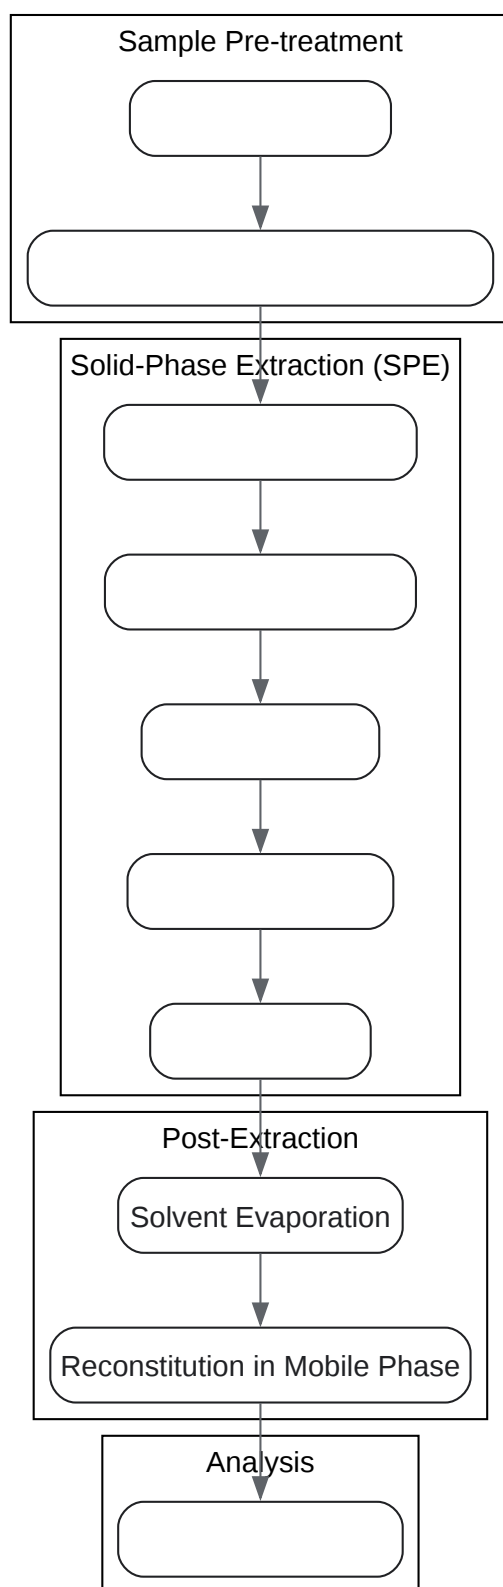 Sample Pre-treatment
Solid-Phase Extraction (SPE)
Post-Extraction
Solvent Evaporation
Reconstitution in Mobile Phase
Analysis